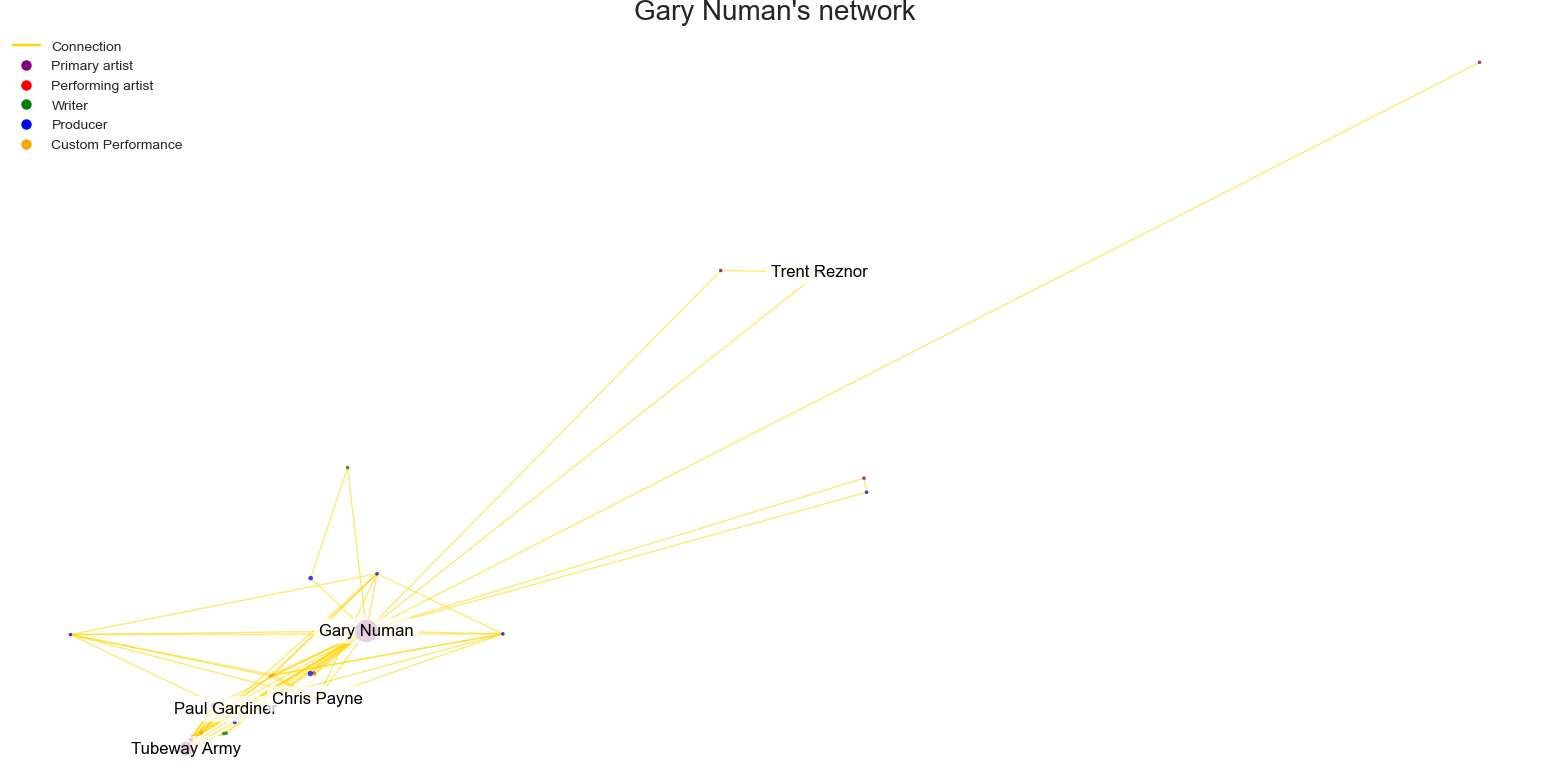 Gary Numan's network
Connection
Primary artist
Performing artist
Writer
Producer
Custom Performance
Trent Reznor
Gary Numan
Chris Payne
Paul Gardiner
Tubeway Army